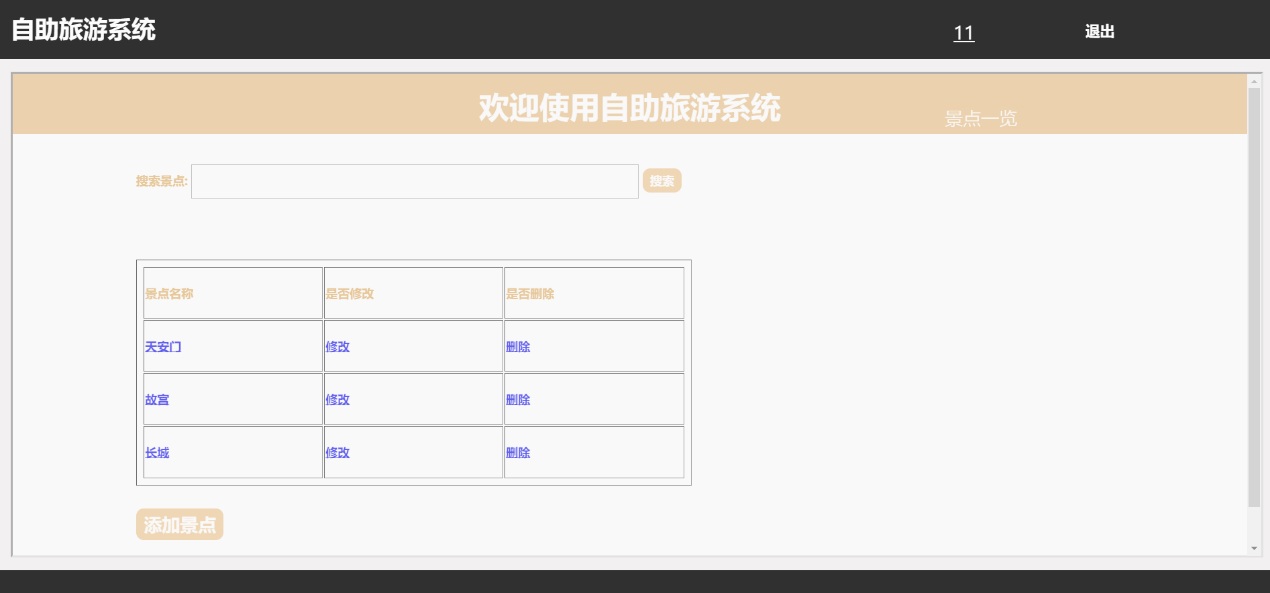 自助旅游系统 11 退出
欢迎使用自助旅游系统 景点一览
搜索景点: 搜索
景点名称 是否修改 是否删除
天安门 修改 删除
故宫 修改 删除
长城 修改 删除
添加景点